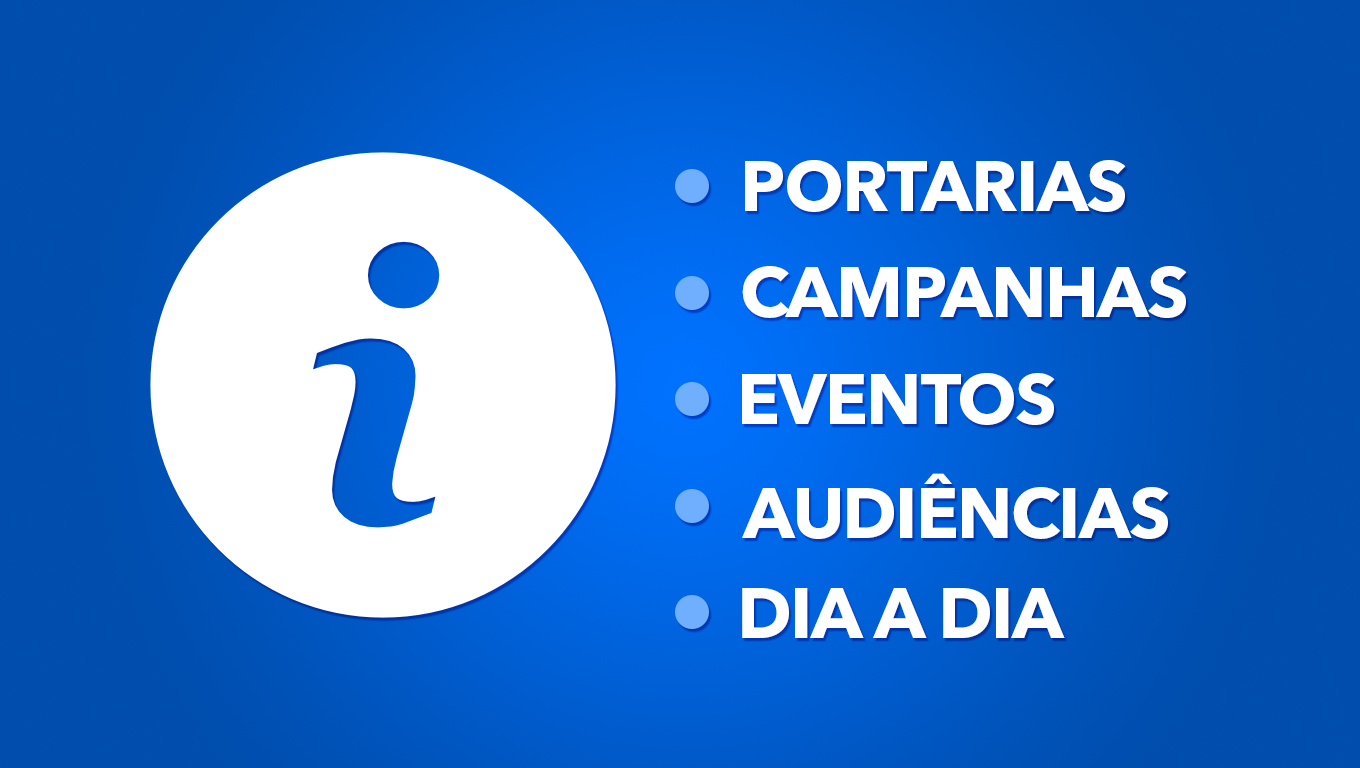 i
PORTARIAS
CAMPANHAS
EVENTOS
AUDIÊNCIAS
DIA A DIA